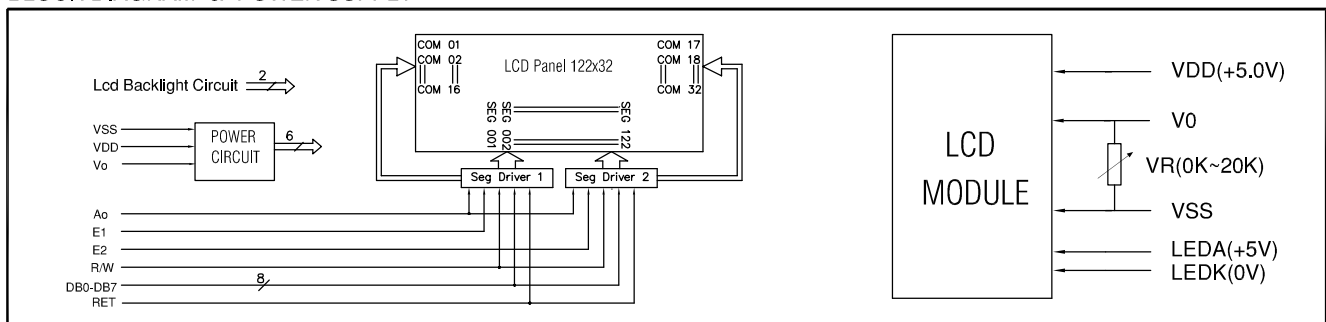 Lcd Backlight Circuit 2
VSS
VDD
Vo
POWER
CIRCUIT
6
COM 01
COM 02
COM 16
LCD Panel 122x32
COM 17
COM 18
COM 32
SEG 001
SEG 002
SEG 122
Seg Driver 1
Seg Driver 2
Ao
E1
E2
R/W
DB0-DB7 8
RET
LCD
MODULE
VDD(+5.0V)
V0
VR(0K~20K)
VSS
LEDA(+5V)
LEDK(0V)